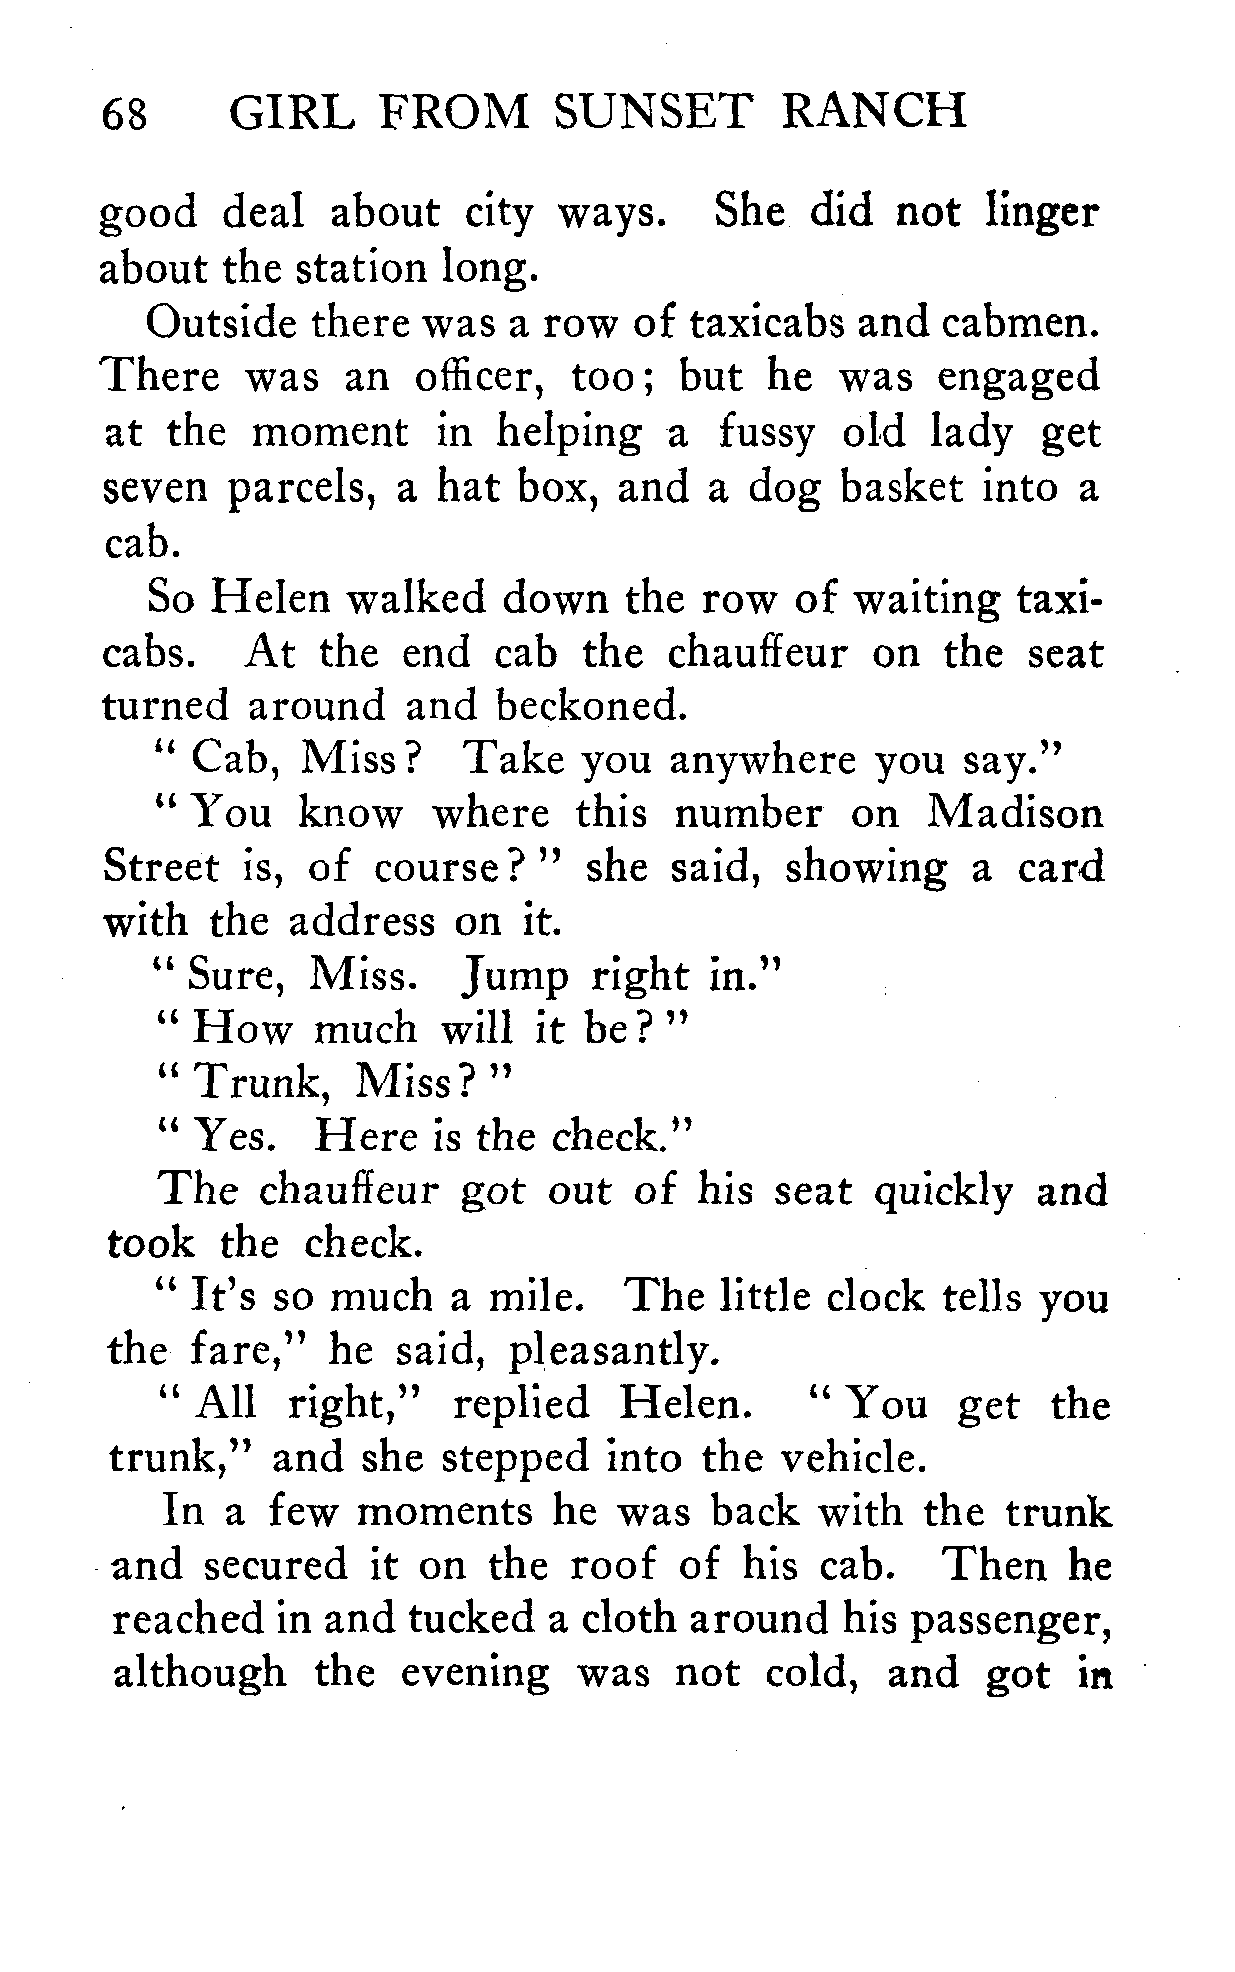 68 GIRL FROM SUNSET RANCH
good deal about city ways. She did not linger
about the station long.
Outside there was a row of taxicabs and cabmen.
There was an officer, too; but he was engaged
at the moment in helping a fussy old lady get
seven parcels, a hat box, and a dog basket into a
cab.
So Helen walked down the row of waiting taxi-
cabs. At the end cab the chauffeur on the seat
turned around and beckoned.
" Cab, Miss? Take you anywhere you say."
" You know where this number on Madison
Street is, of course? " she said, showing a card
with the address on it.
" Sure, Miss. Jump right in."
" How much will it be? "
" Trunk, Miss? "
" Yes. Here is the check."
The chauffeur got out of his seat quickly and
took the check.
" It's so much a mile. The little clock tells you
the fare," he said, pleasantly.
" All right," replied Helen. " You get the
trunk," and she stepped into the vehicle.
In a few moments he was back with the trunk
and secured it on the roof of his cab. Then he
reached in and tucked a cloth around his passenger,
although the evening was not cold, and got in